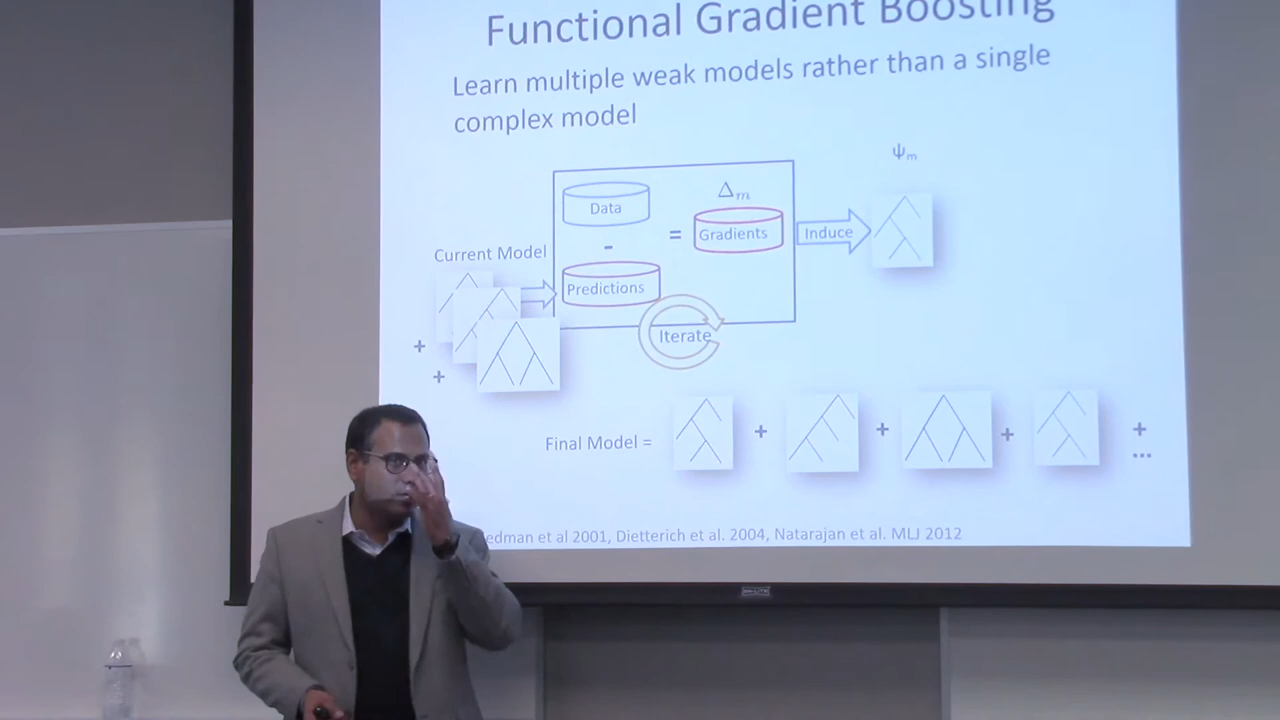 Functional Gradient Boosting
Learn multiple weak models rather than a single
complex model
ψm
Δm
Data
-
=
Gradients
Induce
Current Model
Predictions
Iterate
+
+
Final Model =
+
+
+
+
...
edman et al 2001, Dietterich et al. 2004, Natarajan et al. MLJ 2012